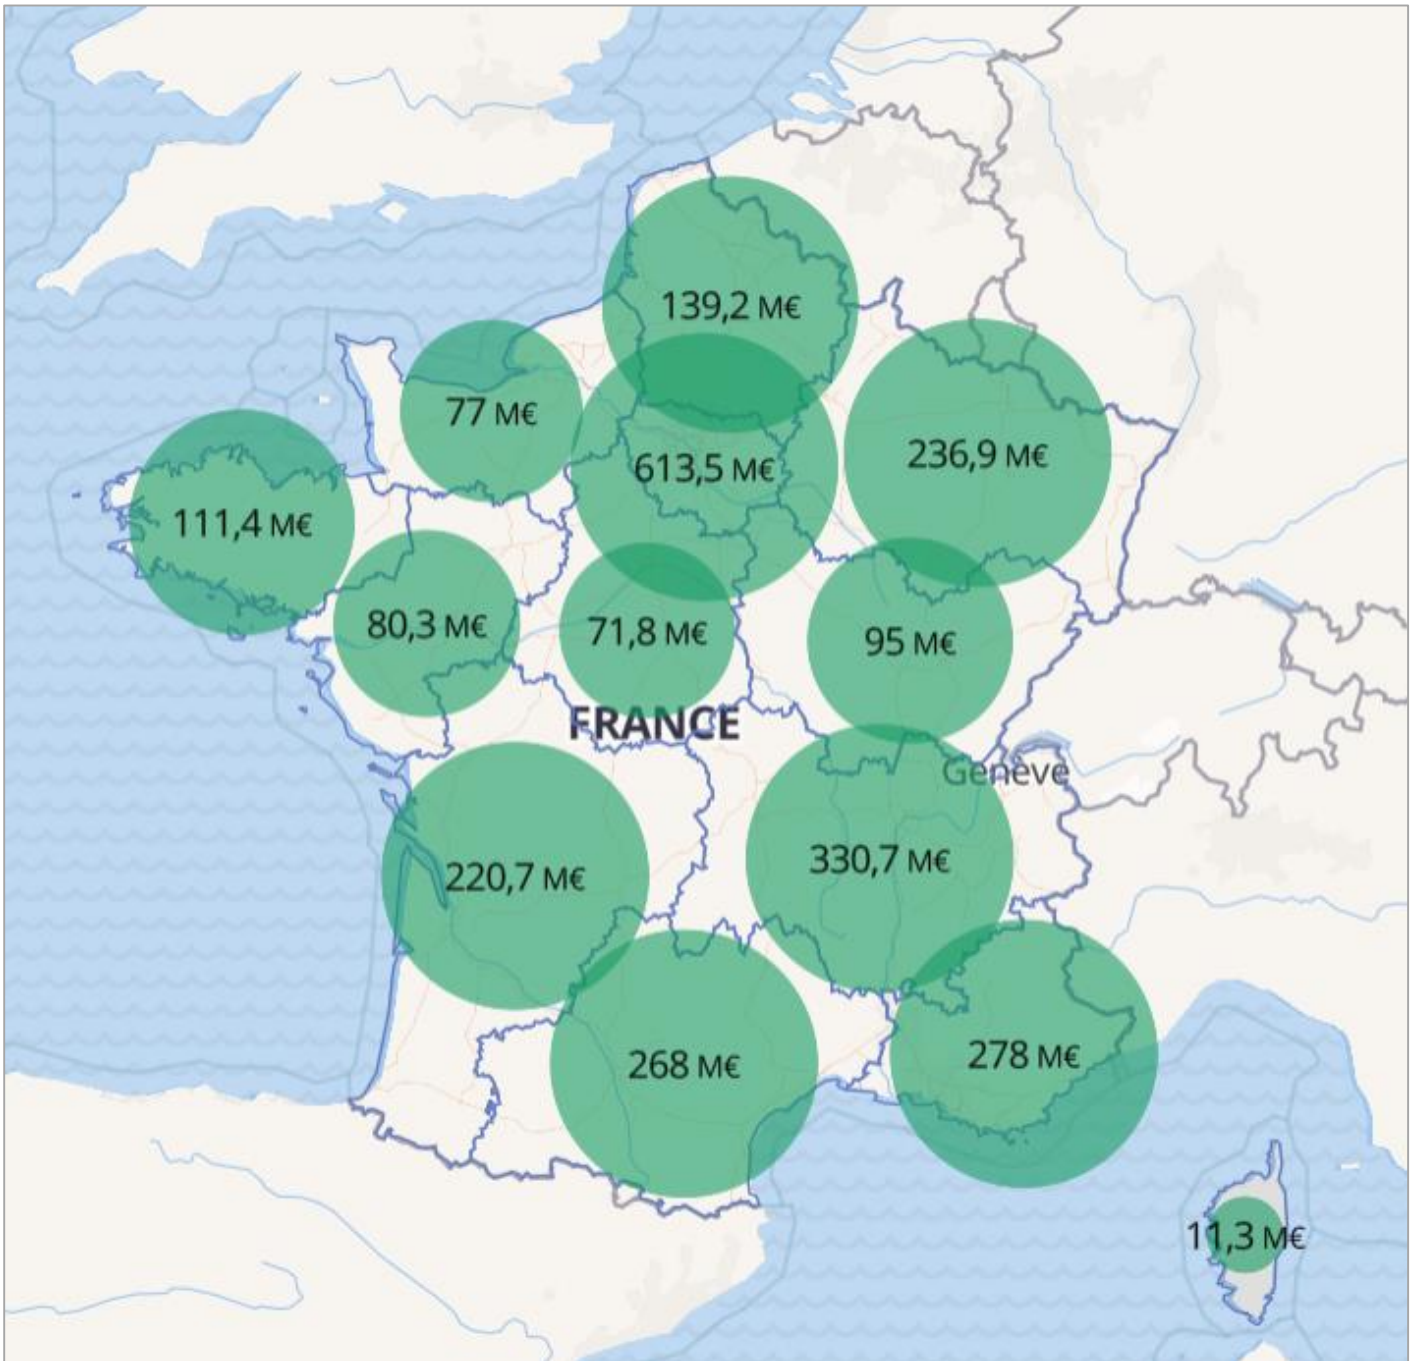 139,2 M€
77 M€
613,5 M€
236,9 M€
111,4 M€
80,3 M€
71,8 M€
95 M€
FRANCE
Genève
220,7 M€
330,7 M€
268 M€
278 M€
11,3 M€